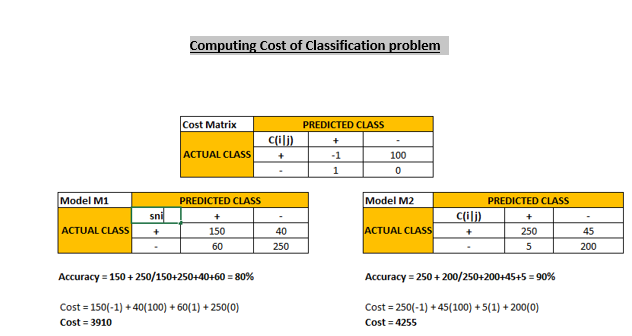 Computing Cost of Classification problem
Cost Matrix PREDICTED CLASS
C(i|j) + -
ACTUAL CLASS + -1 100
- 1 0
Model M1 PREDICTED CLASS
sni + -
ACTUAL CLASS + 150 40
- 60 250
Model M2 PREDICTED CLASS
C(i|j) + -
ACTUAL CLASS + 250 45
- 5 200
Accuracy = 150 + 250/150+250+40+60 = 80%
Accuracy = 250 + 200/250+200+45+5 = 90%
Cost = 150(-1) + 40(100) + 60(1) + 250(0)
Cost = 3910
Cost = 250(-1) + 45(100) + 5(1) + 200(0)
Cost = 4255